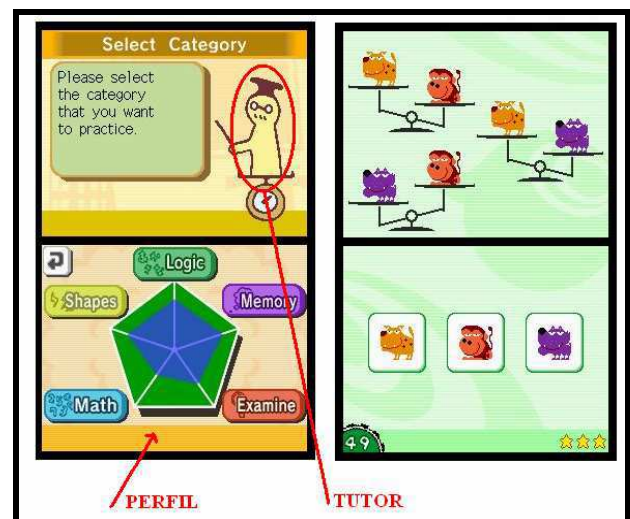 Select Category
Please select
the category
that you want
to practice.
Logic
Shapes
Memory
Math
Examine
49
PERFIL
TUTOR